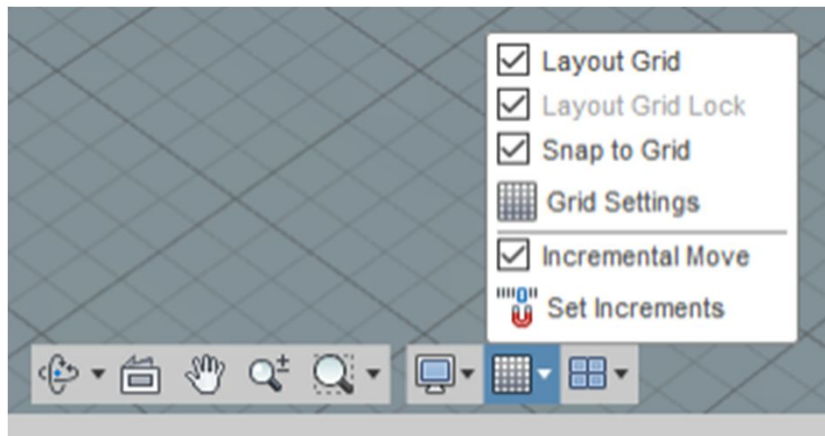 Layout Grid
Layout Grid Lock
Snap to Grid
Grid Settings
Incremental Move
Set Increments